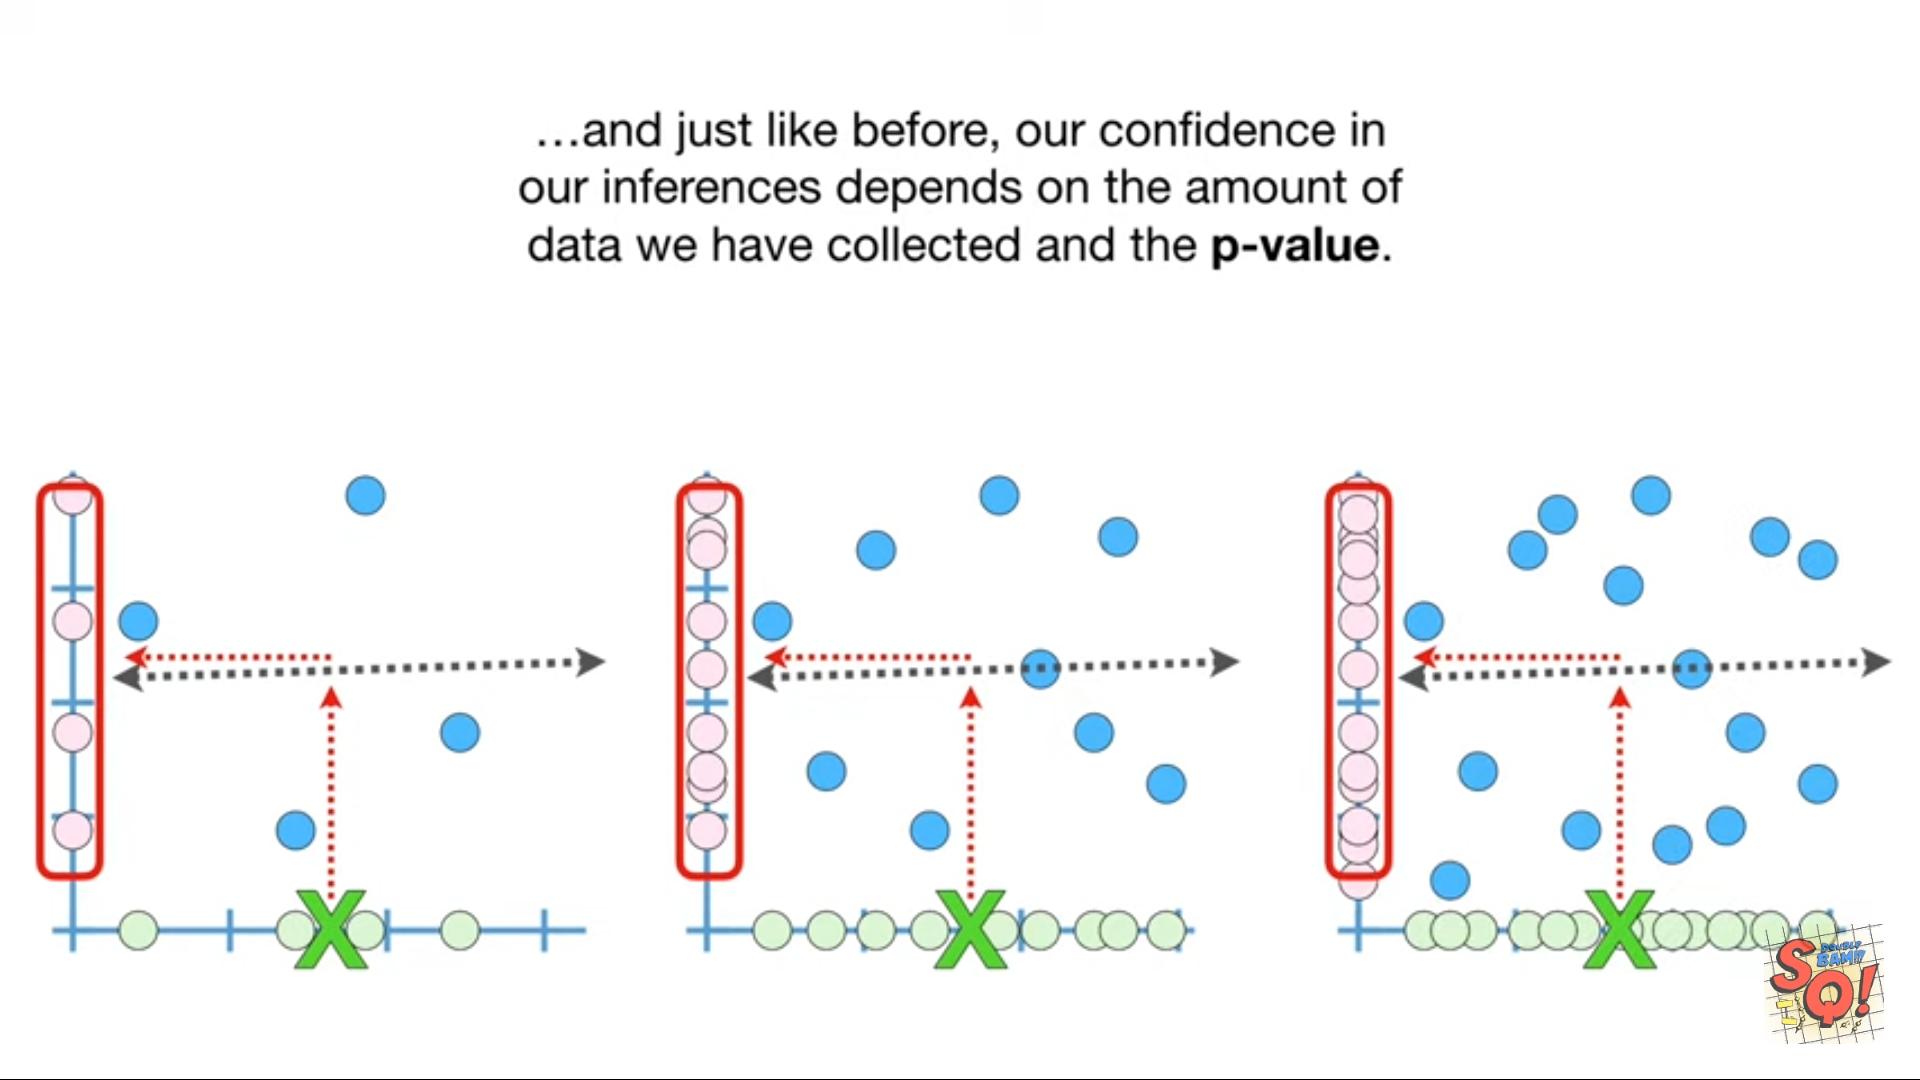 ...and just like before, our confidence in
our inferences depends on the amount of
data we have collected and the p-value.
X X X
DOUBLE
BAM!!
SQ!